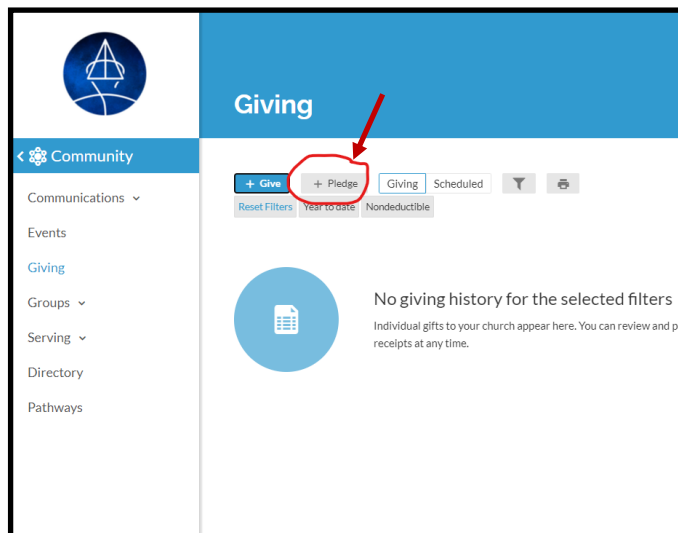 Giving
Community
Communications
Events
Giving
Groups
Serving
Directory
Pathways
+ Give + Pledge Giving Scheduled
Reset Filters Year to date Nondeductible
No giving history for the selected filters
Individual gifts to your church appear here. You can review and p
receipts at any time.